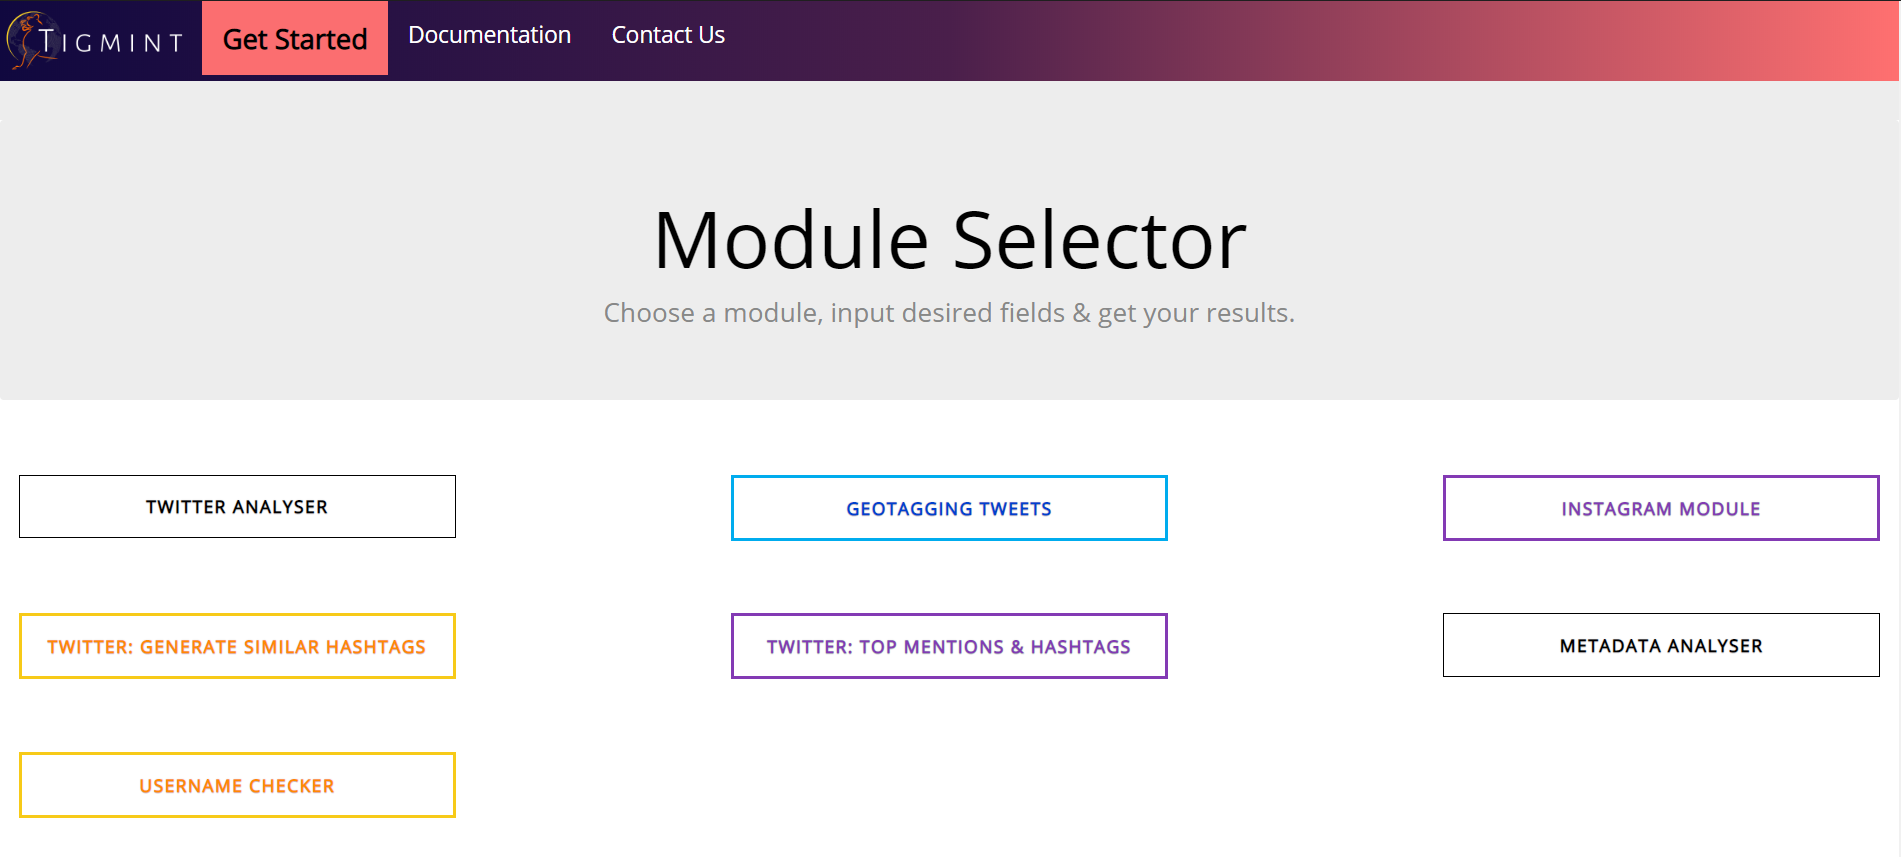 TIGMINT
Get Started
Documentation
Contact Us
Module Selector
Choose a module, input desired fields & get your results.
TWITTER ANALYSER
GEOTAGGING TWEETS
INSTAGRAM MODULE
TWITTER: GENERATE SIMILAR HASHTAGS
TWITTER: TOP MENTIONS & HASHTAGS
METADATA ANALYSER
USERNAME CHECKER